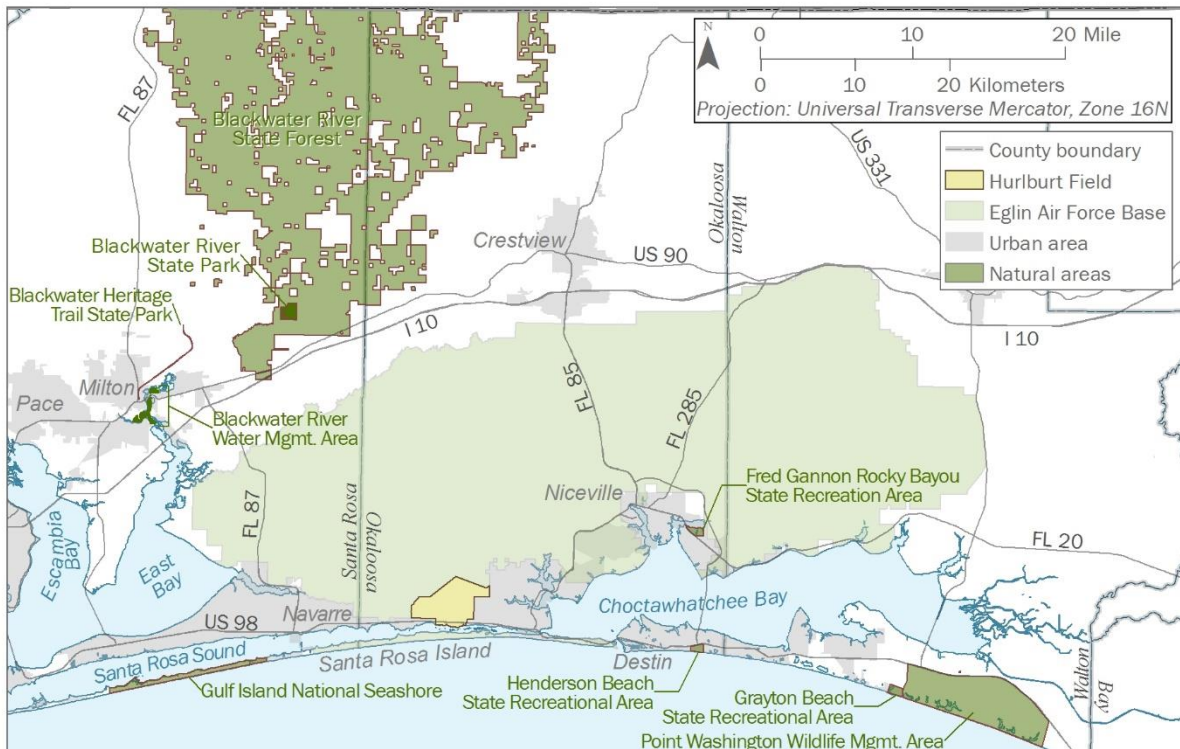 N
0 10 20 Mile
0 10 20 Kilometers
Projection: Universal Transverse Mercator, Zone 16N
County boundary
Hurlburt Field
Eglin Air Force Base
Urban area
Natural areas
FL 87
Blackwater River
State Forest
Okaloosa
Walton
US 331
Crestview
US 90
Blackwater River
State Park
Blackwater Heritage
Trail State Park
I 10
I 10
Milton
Pace
FL 85
FL 285
Blackwater River
Water Mgmt. Area
Fred Gannon Rocky Bayou
State Recreation Area
Niceville
FL 87
Santa Rosa
Okaloosa
FL 20
Escambia
Bay
East
Bay
Navarre
Choctawhatchee Bay
US 98
Santa Rosa Sound
Santa Rosa Island
Destin
Walton
Bay
Gulf Island National Seashore
Henderson Beach
State Recreational Area
Grayton Beach
State Recreational Area
Point Washington Wildlife Mgmt. Area